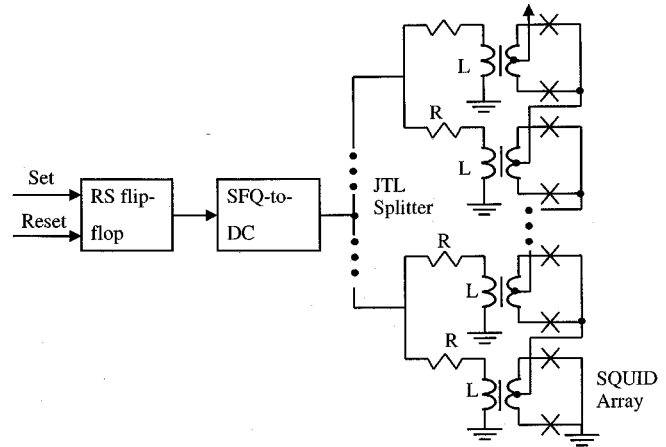 L
R
L
Set
RS flip-
flop
Reset
SFQ-to-
DC
JTL
Splitter
R
L
R
L
SQUID
Array